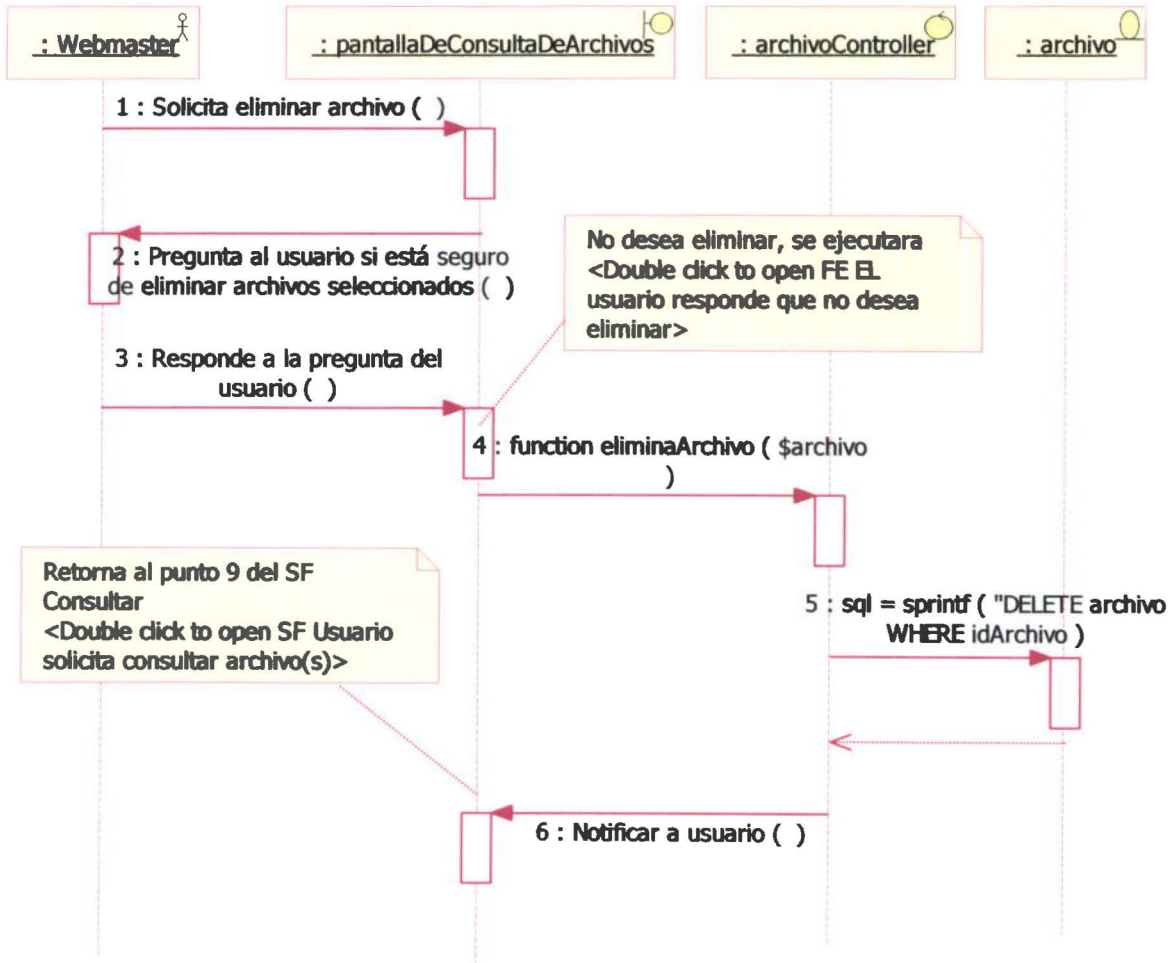 : Webmaster
: pantallaDeConsultaDeArchivos
: archivoController
: archivo
1 : Solicita eliminar archivo ( )
2 : Pregunta al usuario si está seguro
de eliminar archivos seleccionados ( )
No desea eliminar, se ejecutara
<Double click to open FE EL
usuario responde que no desea
eliminar>
3 : Responde a la pregunta del
usuario ( )
4 : function eliminaArchivo ( $archivo
)
Retorna al punto 9 del SF
Consultar
<Double click to open SF Usuario
solicita consultar archivo(s)>
5 : sql = sprintf ( "DELETE archivo
WHERE idArchivo )
6 : Notificar a usuario ( )